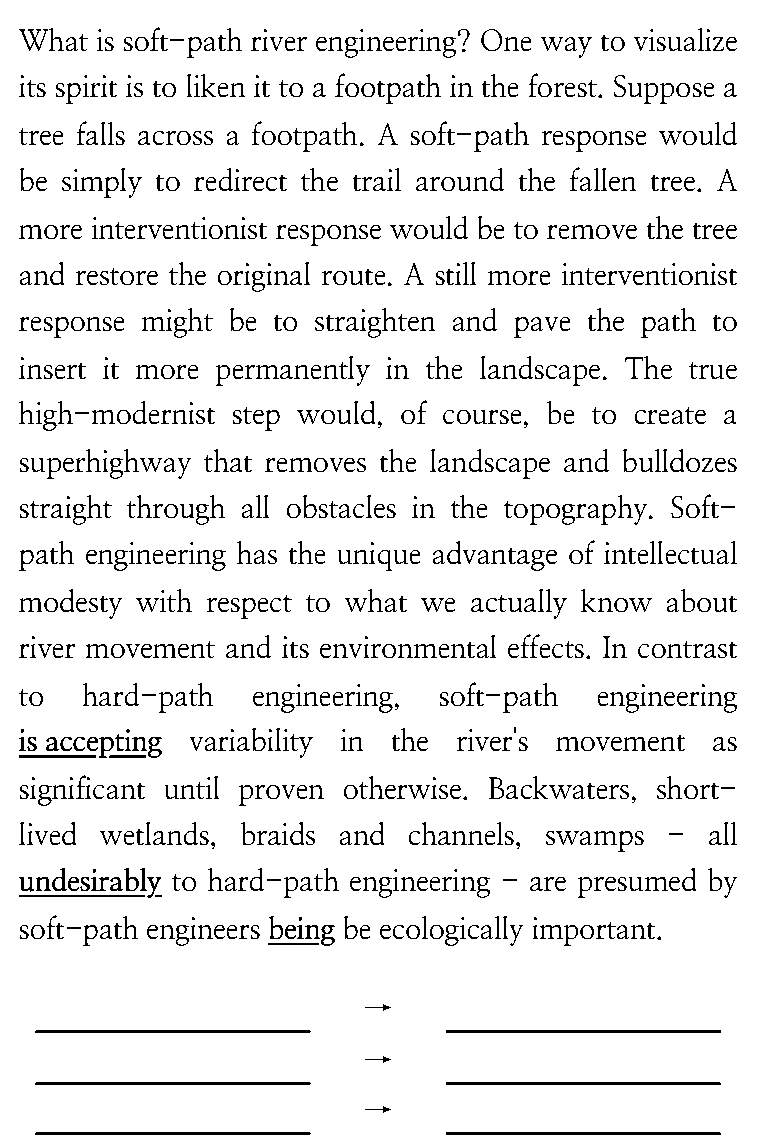 What is soft-path river engineering? One way to visualize
its spirit is to liken it to a footpath in the forest. Suppose a
tree falls across a footpath. A soft-path response would
be simply to redirect the trail around the fallen tree. A
more interventionist response would be to remove the tree
and restore the original route. A still more interventionist
response might be to straighten and pave the path to
insert it more permanently in the landscape. The true
high-modernist step would, of course, be to create a
superhighway that removes the landscape and bulldozes
straight through all obstacles in the topography. Soft-
path engineering has the unique advantage of intellectual
modesty with respect to what we actually know about
river movement and its environmental effects. In contrast
to hard-path engineering, soft-path engineering
is accepting variability in the river's movement as
significant until proven otherwise. Backwaters, short-
lived wetlands, braids and channels, swamps - all
undesirably to hard-path engineering - are presumed by
soft-path engineers being be ecologically important.
→
→
→